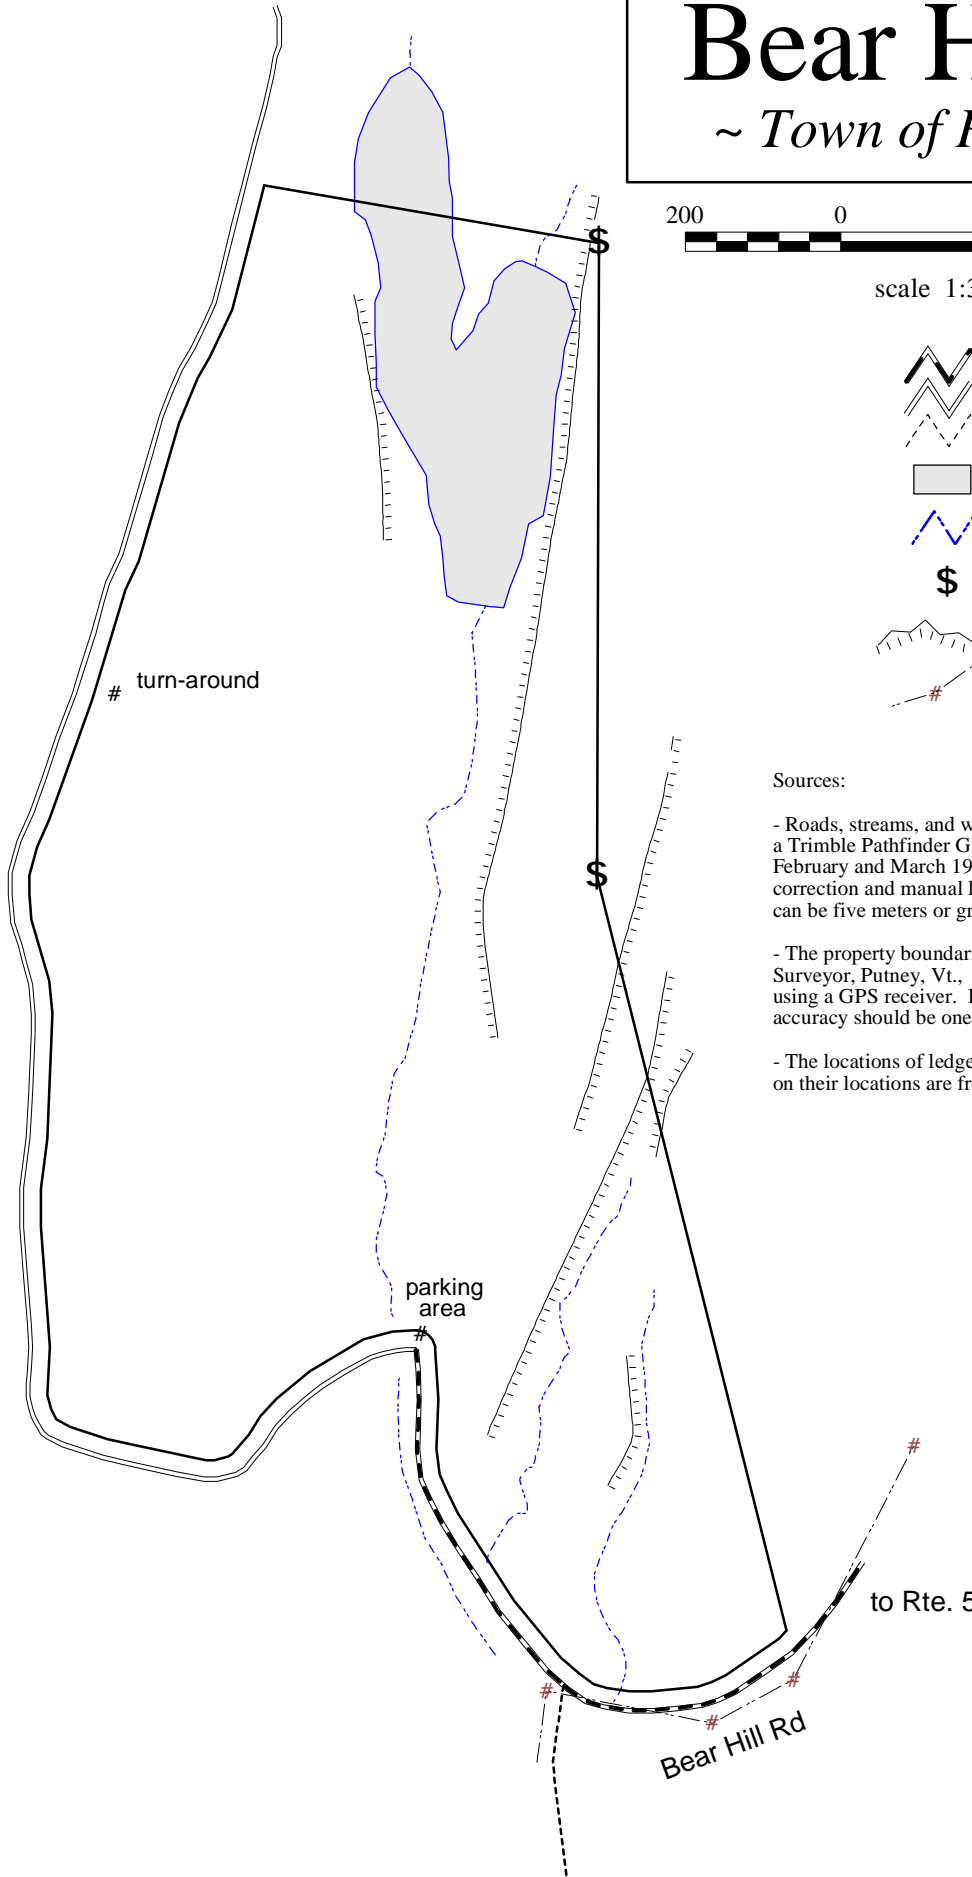 Bear H
~ Town of
200 0
scale 1:3
$
$
turn-around
#
#
Sources:
- Roads, streams, and w
a Trimble Pathfinder G
February and March 19
correction and manual l
can be five meters or gr
$
- The property boundar
Surveyor, Putney, Vt.,
using a GPS receiver.
accuracy should be one
- The locations of ledge
on their locations are fr
parking
area
#
#
to Rte. 5
#
#
#
Bear Hill Rd